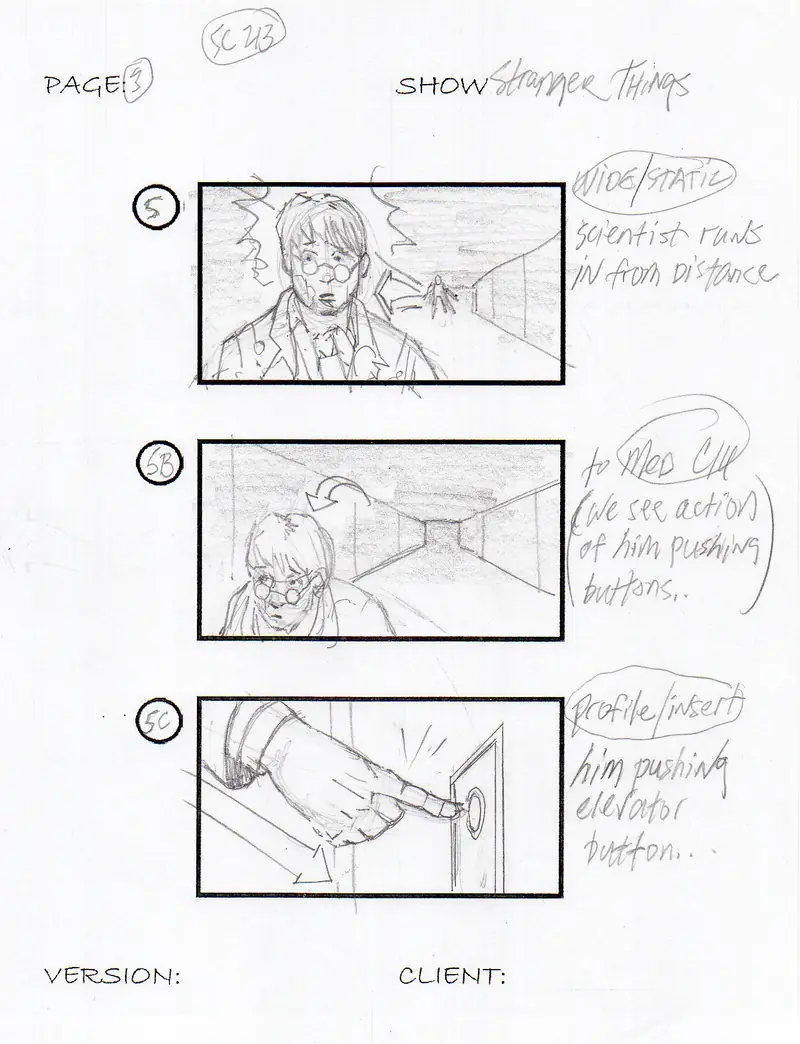 SC 213
PAGE: 3
SHOW Stranger Things
5
WIDE/STATIC
scientist runs
in from Distance
5B
to MED CU
(we see action
of him pushing
buttons..)
5C
profile/insert
him pushing
elevator
button...
VERSION:
CLIENT: